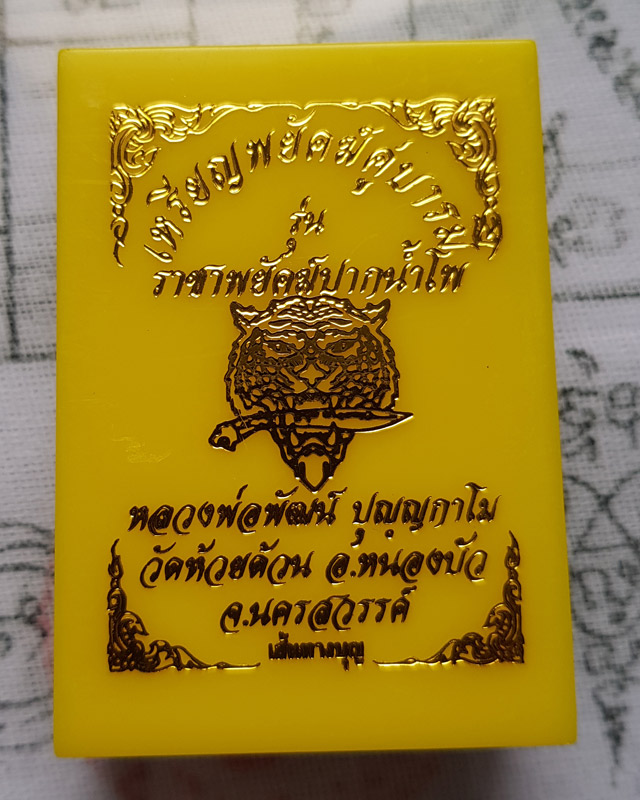 เหรียญพยัคฆ์คู่บารมี
รุ่น
ราชาพยัคฆ์ปากน้ำโพ
หลวงพ่อพัฒน์ ปุญฺญกาโม
วัดห้วยด้วน อ.หนองบัว
จ.นครสวรรค์
เส้นทางบุญ